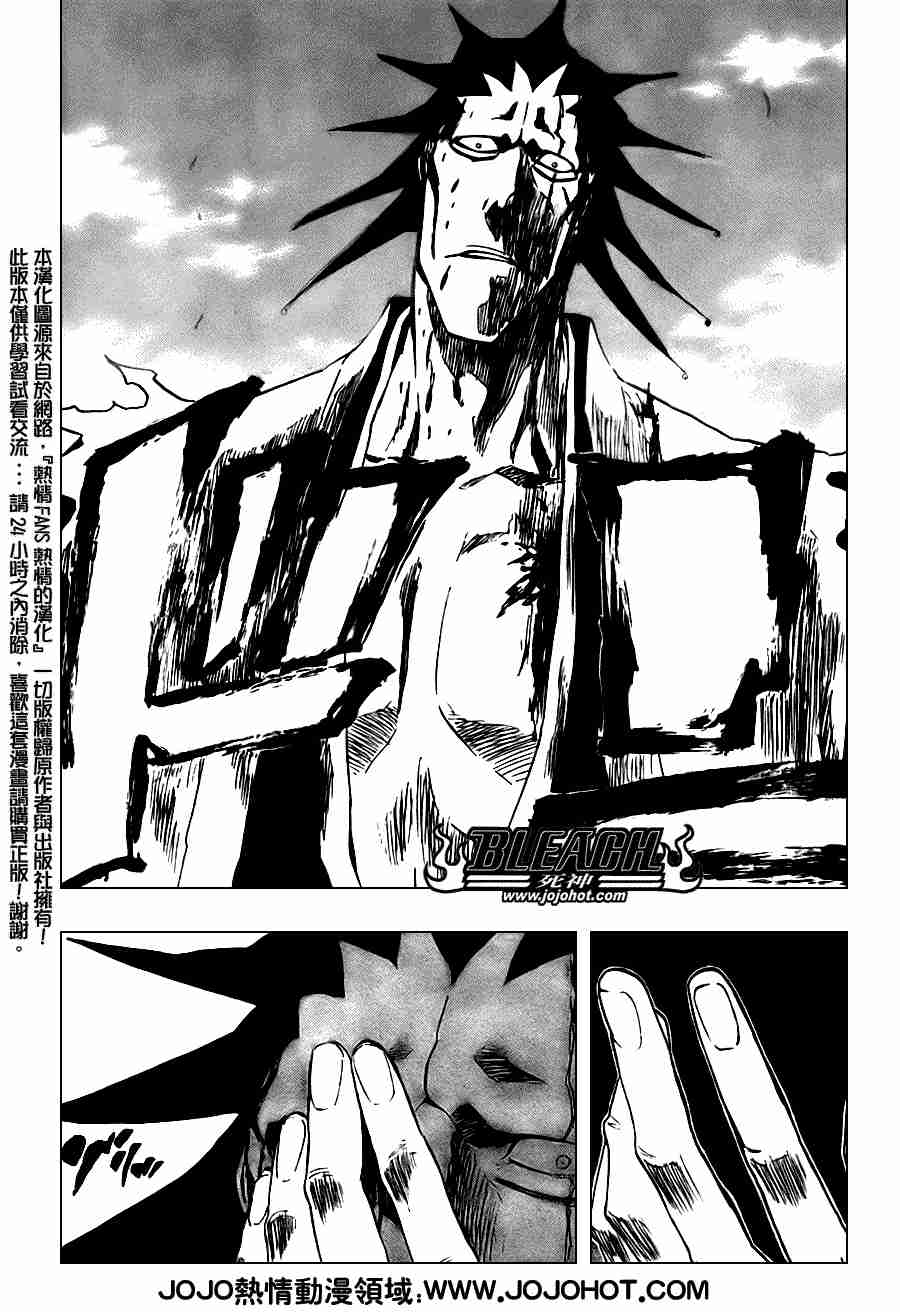 本漢化圖源來自於網路，『熱情FANS 熱情的漢化』一切版權歸原作者與出版社擁有！
此版本僅供學習試看交流… 請 24 小時之內消除，喜歡這套漫畫請購買正版！謝謝。
BLEACH
死神
www.jojohot.com
JOJO熱情動漫領域:WWW.JOJOHOT.COM